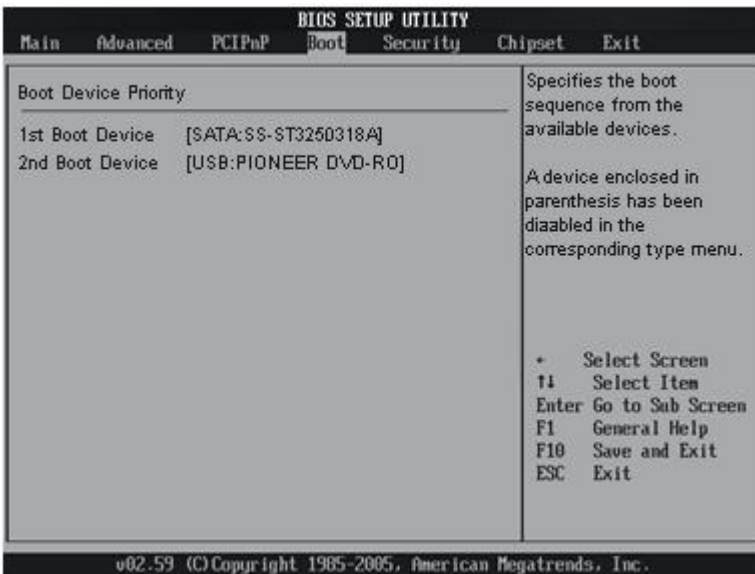 BIOS SETUP UTILITY
Main Advanced PCIPnP Boot Security Chipset Exit
Boot Device Priority
1st Boot Device [SATA:SS-ST3250318A]
2nd Boot Device [USB:PIONEER DVD-RO]
Specifies the boot
sequence from the
available devices.
A device enclosed in
parenthesis has been
diaabled in the
corresponding type menu.
← Select Screen
↑↓ Select Item
Enter Go to Sub Screen
F1 General Help
F10 Save and Exit
ESC Exit
v02.59 (C)Copyright 1985-2005, American Megatrends, Inc.